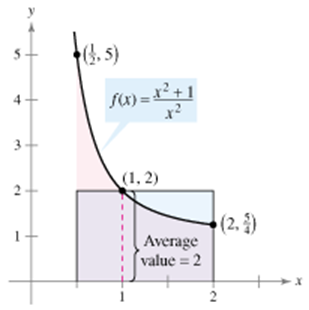 y
5
(½, 5)
4
f(x) = x² + 1 / x²
3
(1, 2)
2
(2, 5/4)
1
Average
value = 2
x
1
2